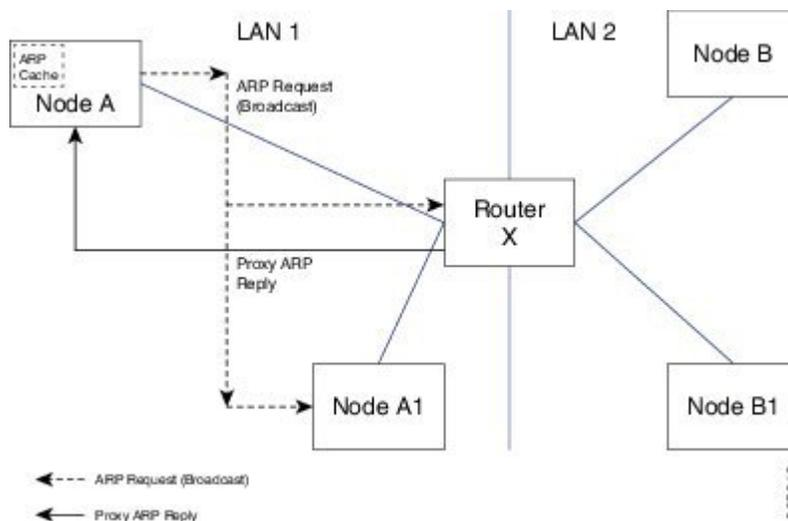 LAN 1
LAN 2
ARP
Cache
Node A
ARP Request
(Broadcast)
Node B
Router
X
Proxy ARP
Reply
Node A1
Node B1
ARP Request (Broadcast)
Proxy ARP Reply